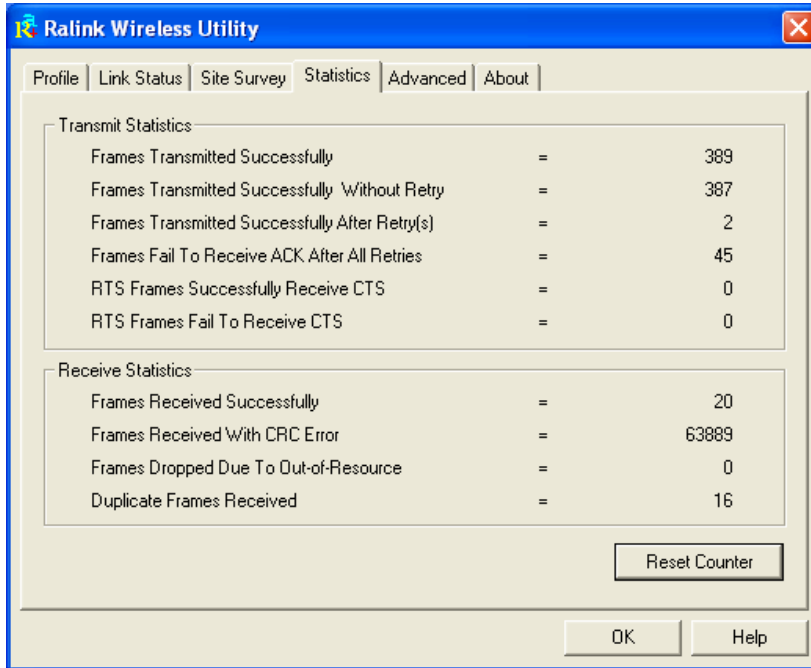 Ralink Wireless Utility
Profile Link Status Site Survey Statistics Advanced About
Transmit Statistics
Frames Transmitted Successfully = 389
Frames Transmitted Successfully Without Retry = 387
Frames Transmitted Successfully After Retry(s) = 2
Frames Fail To Receive ACK After All Retries = 45
RTS Frames Successfully Receive CTS = 0
RTS Frames Fail To Receive CTS = 0
Receive Statistics
Frames Received Successfully = 20
Frames Received With CRC Error = 63889
Frames Dropped Due To Out-of-Resource = 0
Duplicate Frames Received = 16
Reset Counter
OK Help